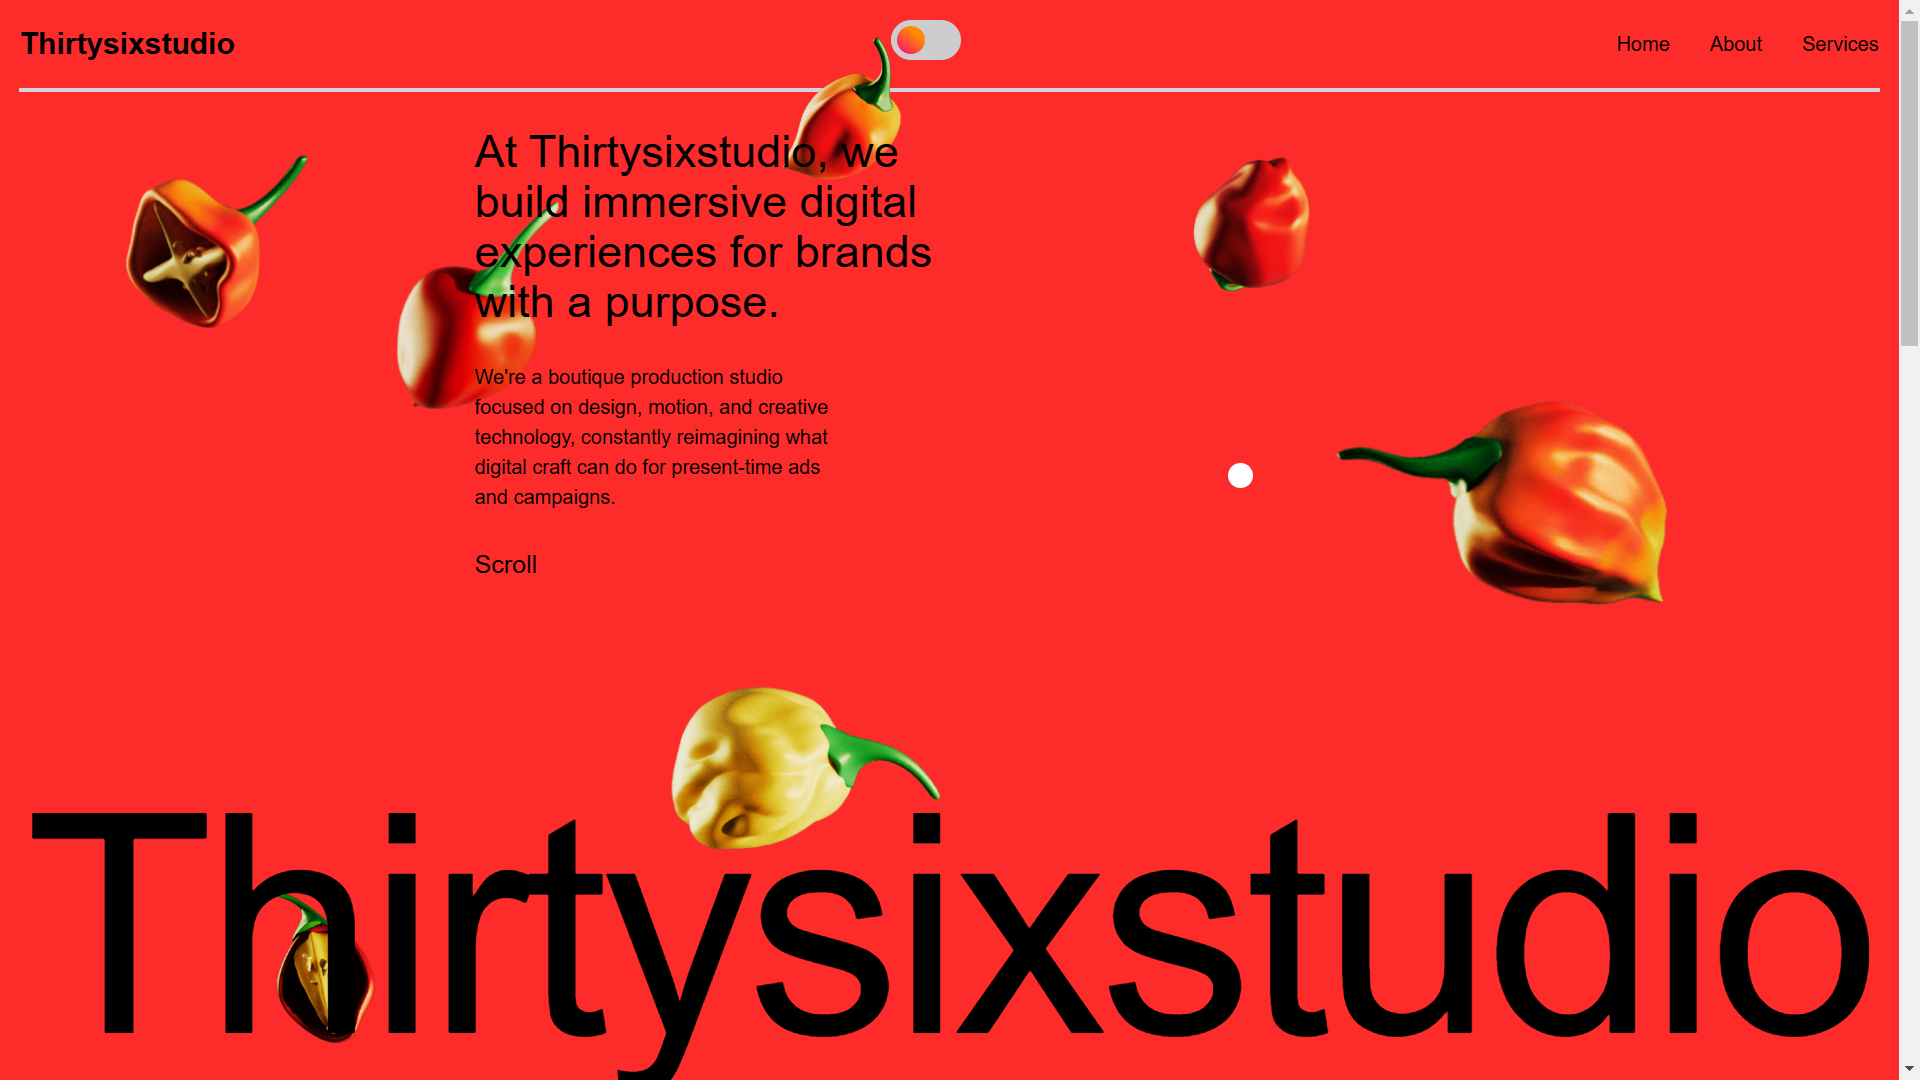 Thirtysixstudio
Home
About
Services
At Thirtysixstudio, we
build immersive digital
experiences for brands
with a purpose.
We're a boutique production studio
focused on design, motion, and creative
technology, constantly reimagining what
digital craft can do for present-time ads
and campaigns.
Scroll
Thirtysixstudio